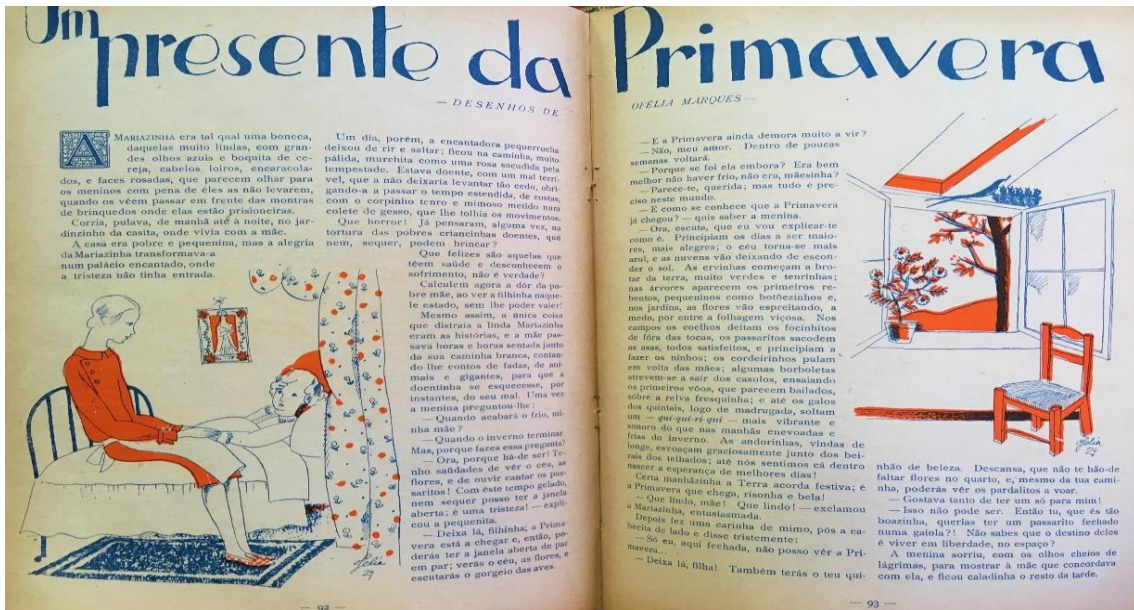 Um presente da Primavera
— DESENHOS DE
OFÉLIA MARQUES —
A MARIAZINHA era tal qual uma boneca,
daquelas muito lindas, com gran-
des olhos azuis e boquita de ce-
reja, cabelos loiros, encaracola-
dos, e faces rosadas, que parecem olhar para
os meninos com pena de êles as não levarem,
quando os vêem passar em frente das montras
de brinquedos onde elas estão prisioneiras.
Corria, pulava, de manhã até à noite, no jar-
dinzinho da casita, onde vivia com a mãe.
A casa era pobre e pequenina, mas a alegria
da Mariazinha transformava-a
num palácio encantado, onde
a tristeza não tinha entrada.
Um dia, porém, a encantadora pequerrucha
deixou de rir e saltar; ficou na caminha, muito
pálida, murchita como uma rosa sacudida pela
tempestade. Estava doente, com um mal terrí-
vel, que a não deixaria levantar tão cedo, obri-
gando-a a passar o tempo estendida, de costas,
com o corpinho tenro e mimoso metido num
colete de gesso, que lhe tolhia os movimentos.
Que horror! Já pensaram, alguma vez, na
tortura das pobres criancinhas doentes, que
nem, sequer, podem brincar?
Que felizes são aquelas que
têem saúde e desconhecem o
sofrimento, não é verdade?
Calculem agora a dôr da po-
bre mãe, ao ver a filhinha naque-
le estado, sem lhe poder valer!
Mesmo assim, a única coisa
que distraia a linda Mariazinha
eram as histórias, e a mãe pas-
sava horas e horas sentada junto
da sua caminha branca, contan-
do lhe contos de fadas, de ani-
mais e gigantes, para que a
doentinha se esquecesse, por
instantes, do seu mal. Uma vez
a menina preguntou-lhe:
— Quando acabará o frio, mi-
nha mãe?
— Quando o inverno terminar.
Mas, porque fazes essa pregunta?
— Ora, porque há-de ser! Te-
nho saüdades de vêr o céu, as
flores, e de ouvir cantar os pas-
saritos! Com êste tempo gelado,
nem sequer posso ter a janela
aberta; é uma tristeza! — expli-
cou a pequenita.
— Deixa lá, filhinha; a Prima-
vera está a chegar e, então, po-
derás ter a janela aberta de par
em par; verás o céu, as flores, e
escutarás o gorgeio das aves.
Ofelia
29
— 92 —
— E a Primavera ainda demora muito a vir?
— Não, meu amor. Dentro de poucas
semanas voltará.
— Porque se foi ela embora? Era bem
melhor não haver frio, não era, mãesinha?
— Parece-te, querida; mas tudo é pre-
ciso neste mundo.
— E como se conhece que a Primavera
já chegou? — quis saber a menina.
— Ora, escuta, que eu vou explicar-te
como é. Principiam os dias a ser maio-
res, mais alegres; o céu torna-se mais
azul, e as nuvens vão deixando de escon-
der o sol. As ervinhas começam a bro-
tar da terra, muito verdes e tenrinhas;
nas árvores aparecem os primeiros re-
bentos, pequeninos como botõezinhos e,
nos jardins, as flores vão espreitando, a
medo, por entre a folhagem viçosa. Nos
campos os coelhos deitam os focinhitos
de fóra das tocas, os passaritos sacodem
as asas, todos satisfeitos, e principiam a
fazer os ninhos; os cordeirinhos pulam
em volta das mães; algumas borboletas
atrevem-se a saír dos casulos, ensaiando
os primeiros vôos, que parecem bailados,
sôbre a relva fresquinha; e até os galos
dos quintais, logo de madrugada, soltam
um — qui-qui-ri-qui — mais vibrante e
sonoro do que nas manhãs enevoadas e
frias do inverno. As andorinhas, vindas de
longe, esvoaçam graciosamente junto dos bei-
rais dos telhados; até nós sentimos cá dentro
nascer a esperança de melhores dias!
Certa manhãzinha a Terra acorda festiva; é
a Primavera que chega, risonha e bela!
— Que lindo, mãe! Que lindo! — exclamou
a Mariazinha, entusiasmada.
Depois fez uma carinha de mimo, pôs a ca-
becita de lado e disse tristemente:
— Só eu, aqui fechada, não posso vêr a Pri-
mavera...
— Deixa lá, filha! Também terás o teu qui-
Ofelia
29
nhão de beleza. Descansa, que não te hão-de
faltar flores no quarto, e, mesmo da tua cami-
nha, poderás vêr os pardalitos a voar.
— Gostava tanto de ter um só para mim!
— Isso não pode ser. Então tu, que és tão
boazinha, querias ter um passarito fechado
numa gaiola?! Não sabes que o destino dêles
é viver em liberdade, no espaço?
A menina sorriu, com os olhos cheios de
lágrimas, para mostrar à mãe que concordava
com ela, e ficou caladinha o resto da tarde.
— 93 —